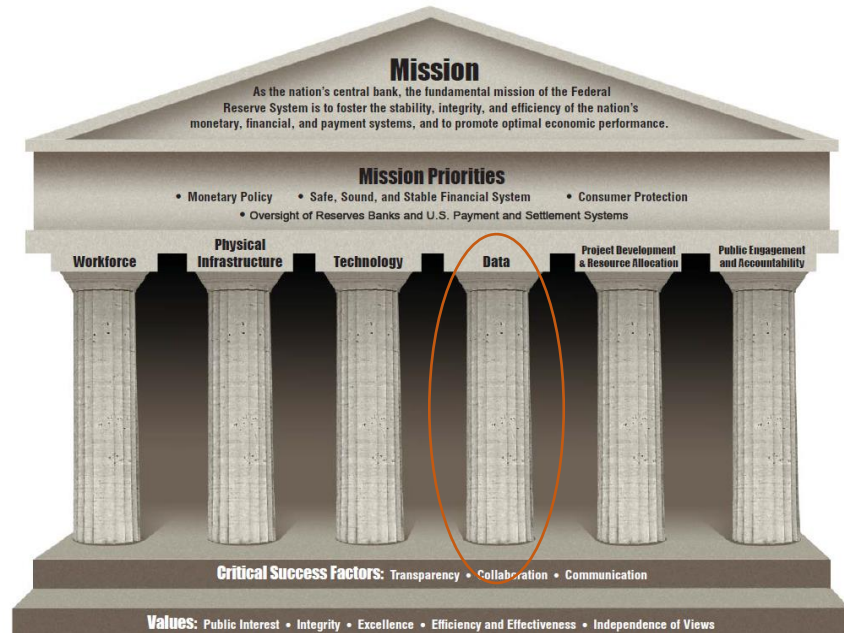 Mission
As the nation's central bank, the fundamental mission of the Federal
Reserve System is to foster the stability, integrity, and efficiency of the nation's
monetary, financial, and payment systems, and to promote optimal economic performance.
Mission Priorities
• Monetary Policy • Safe, Sound, and Stable Financial System • Consumer Protection
• Oversight of Reserves Banks and U.S. Payment and Settlement Systems
Workforce
Physical
Infrastructure
Technology
Data
Project Development
& Resource Allocation
Public Engagement
and Accountability
Critical Success Factors: Transparency • Collaboration • Communication
Values: Public Interest • Integrity • Excellence • Efficiency and Effectiveness • Independence of Views